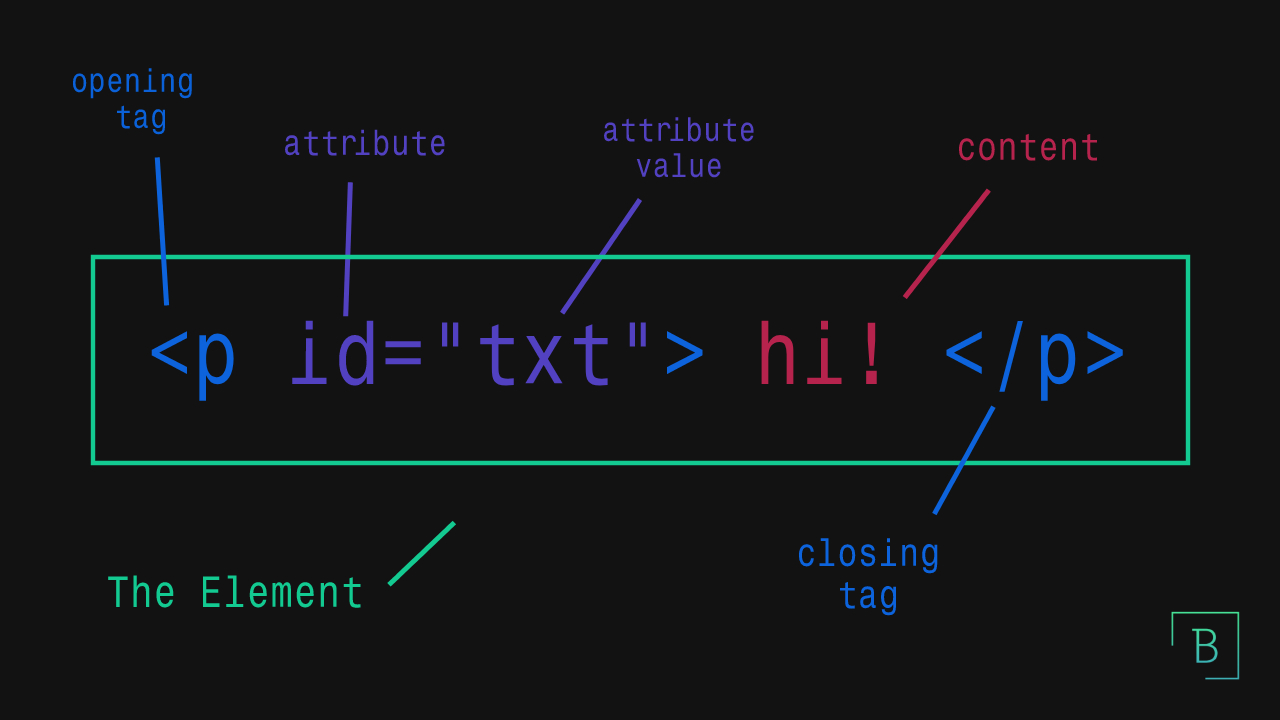 opening
tag
attribute
attribute
value
content
<p id="txt"> hi! </p>
The Element
closing
tag
B